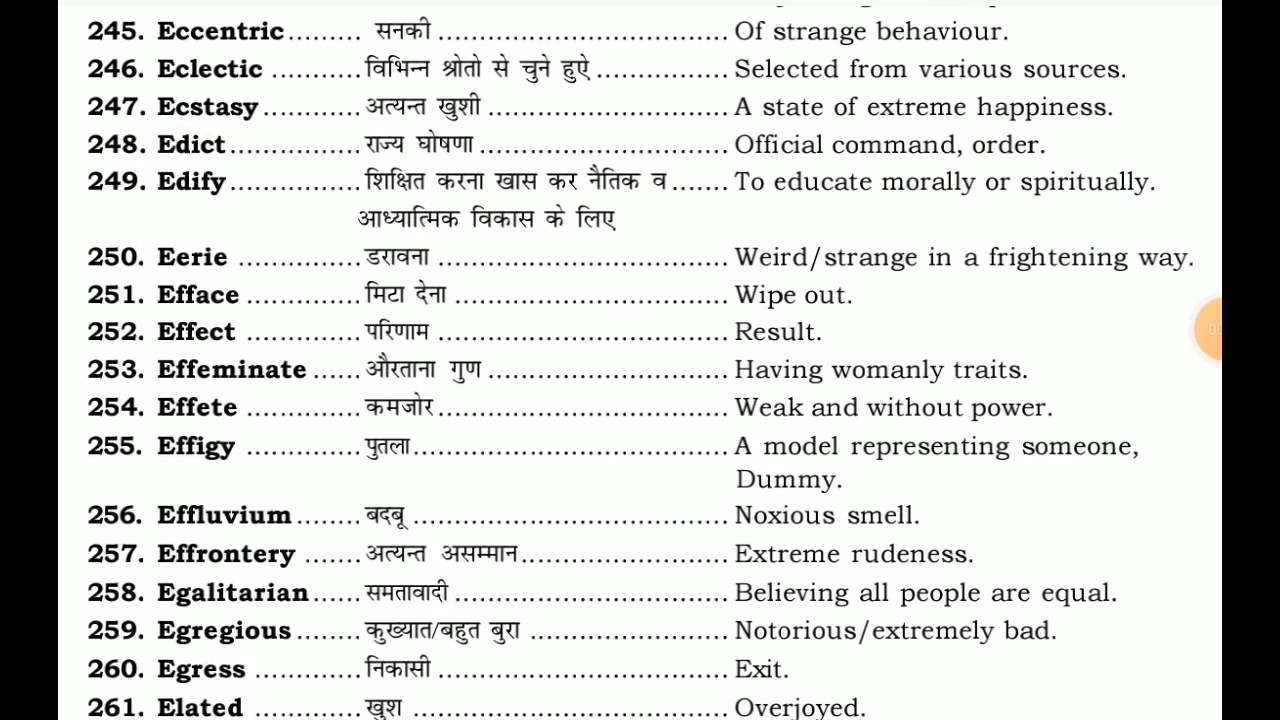 245. Eccentric......... सनकी ................................... Of strange behaviour.
246. Eclectic ............विभिन्न श्रोतो से चुने हुऐ ................ Selected from various sources.
247. Ecstasy.............अत्यन्त खुशी ............................. A state of extreme happiness.
248. Edict.................राज्य घोषणा .............................. Official command, order.
249. Edify.................शिक्षित करना खास कर नैतिक व ....... To educate morally or spiritually.
आध्यात्मिक विकास के लिए
250. Eerie ................डरावना ................................... Weird/strange in a frightening way.
251. Efface ...............मिटा देना ................................. Wipe out.
252. Effect ...............परिणाम ................................... Result.
253. Effeminate ......औरताना गुण ............................. Having womanly traits.
254. Effete ...............कमजोर................................... Weak and without power.
255. Effigy ...............पुतला...................................... A model representing someone,
Dummy.
256. Effluvium ........बदबू ...................................... Noxious smell.
257. Effrontery .......अत्यन्त असम्मान......................... Extreme rudeness.
258. Egalitarian......समतावादी ................................. Believing all people are equal.
259. Egregious ........कुख्यात/बहुत बुरा ........................ Notorious/extremely bad.
260. Egress .............निकासी ................................... Exit.
261. Elated .............खुश ...................................... Overjoyed.